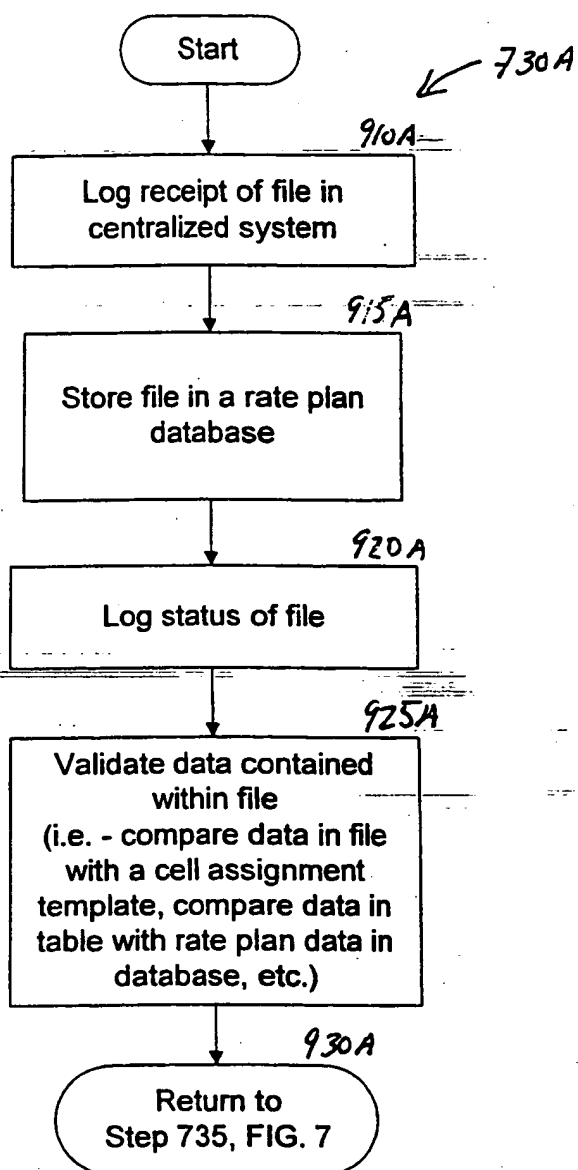 Start
730A
910A
Log receipt of file in
centralized system
915A
Store file in a rate plan
database
920A
Log status of file
925A
Validate data contained
within file
(i.e. - compare data in file
with a cell assignment
template, compare data in
table with rate plan data in
database, etc.)
930A
Return to
Step 735, FIG. 7